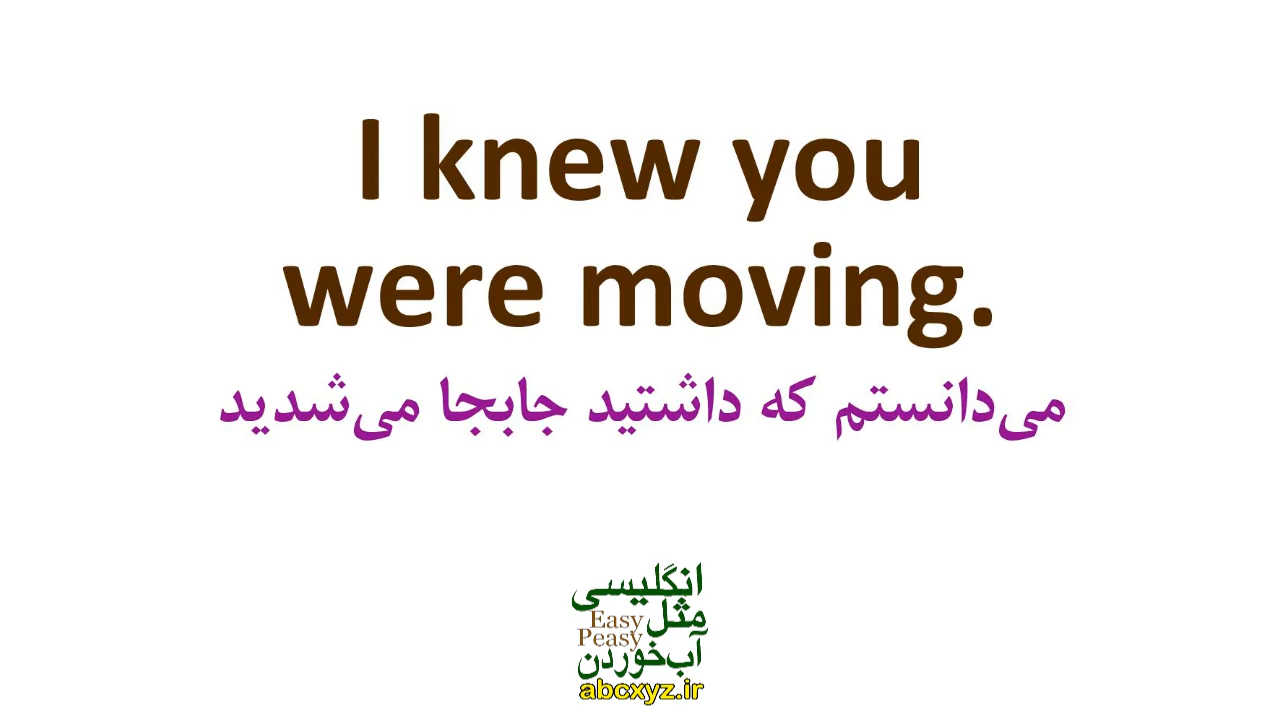 I knew you
were moving.
می‌دانستم که داشتید جابجا می‌شدید
انگلیسی
مثل
Easy
Peasy
آب‌خوردن
abcxyz.ir